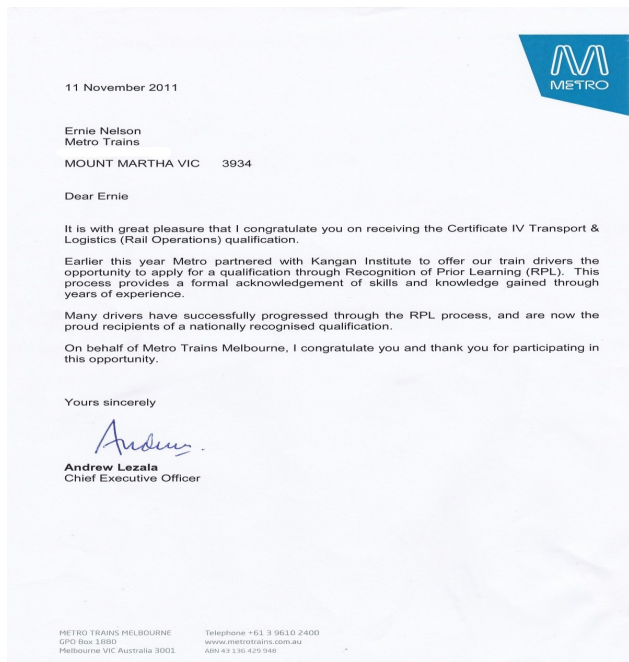 METRO
11 November 2011
Ernie Nelson
Metro Trains
MOUNT MARTHA VIC 3934
Dear Ernie
It is with great pleasure that I congratulate you on receiving the Certificate IV Transport &
Logistics (Rail Operations) qualification.
Earlier this year Metro partnered with Kangan Institute to offer our train drivers the
opportunity to apply for a qualification through Recognition of Prior Learning (RPL). This
process provides a formal acknowledgement of skills and knowledge gained through
years of experience.
Many drivers have successfully progressed through the RPL process, and are now the
proud recipients of a nationally recognised qualification.
On behalf of Metro Trains Melbourne, I congratulate you and thank you for participating in
this opportunity.
Yours sincerely
Andrew Lezala
Chief Executive Officer
METRO TRAINS MELBOURNE
GPO Box 1880
Melbourne VIC Australia 3001
Telephone +61 3 9610 2400
www.metrotrains.com.au
ABN 43 136 429 948